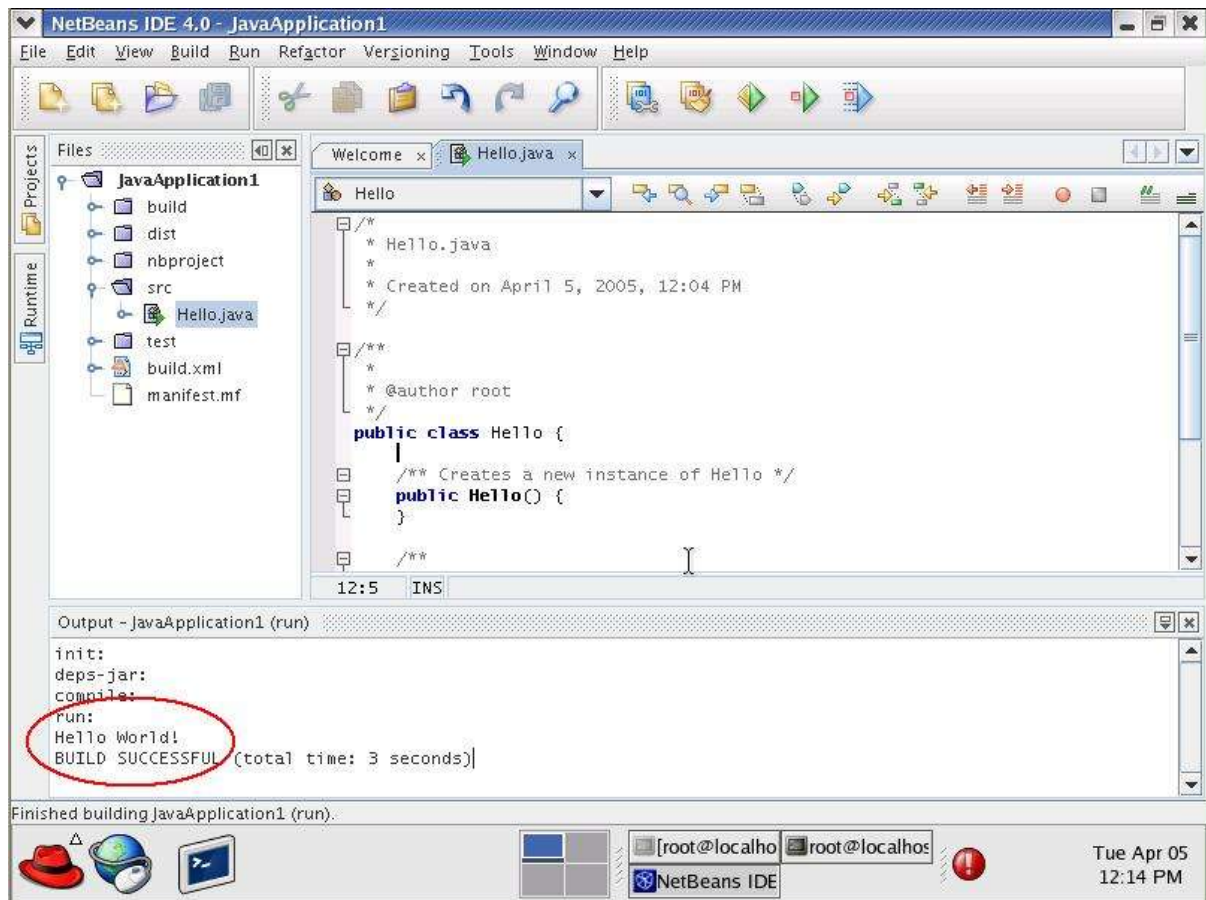 NetBeans IDE 4.0 - JavaApplication1
File Edit View Build Run Refactor Versioning Tools Window Help
Projects
Runtime
Files
JavaApplication1
build
dist
nbproject
src
Hello.java
test
build.xml
manifest.mf
Welcome Hello.java
Hello
/*
* Hello.java
*
* Created on April 5, 2005, 12:04 PM
*/
/**
*
* @author root
*/
public class Hello {
/** Creates a new instance of Hello */
public Hello() {
}
/**
12:5 INS
Output - JavaApplication1 (run)
init:
deps-jar:
compile:
run:
Hello World!
BUILD SUCCESSFUL (total time: 3 seconds)
Finished building JavaApplication1 (run).
[root@localho root@localhos
NetBeans IDE
Tue Apr 05
12:14 PM